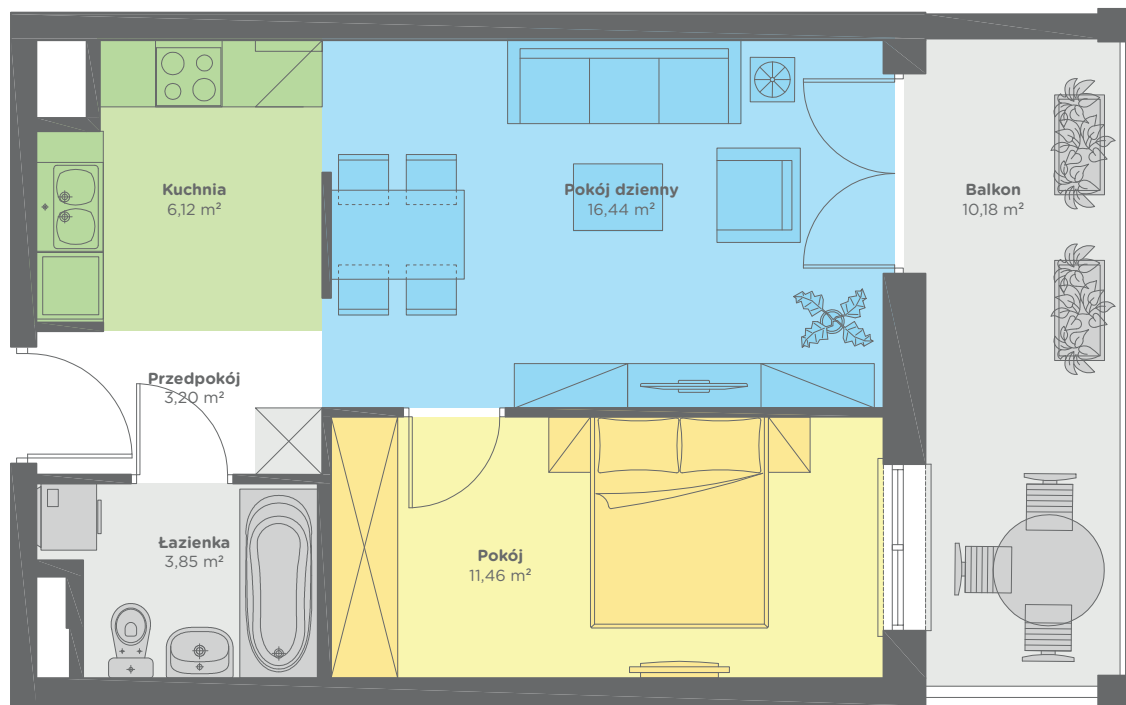 Kuchnia
6,12 m²
Pokój dzienny
16,44 m²
Balkon
10,18 m²
Przedpokój
3,20 m²
Łazienka
3,85 m²
Pokój
11,46 m²